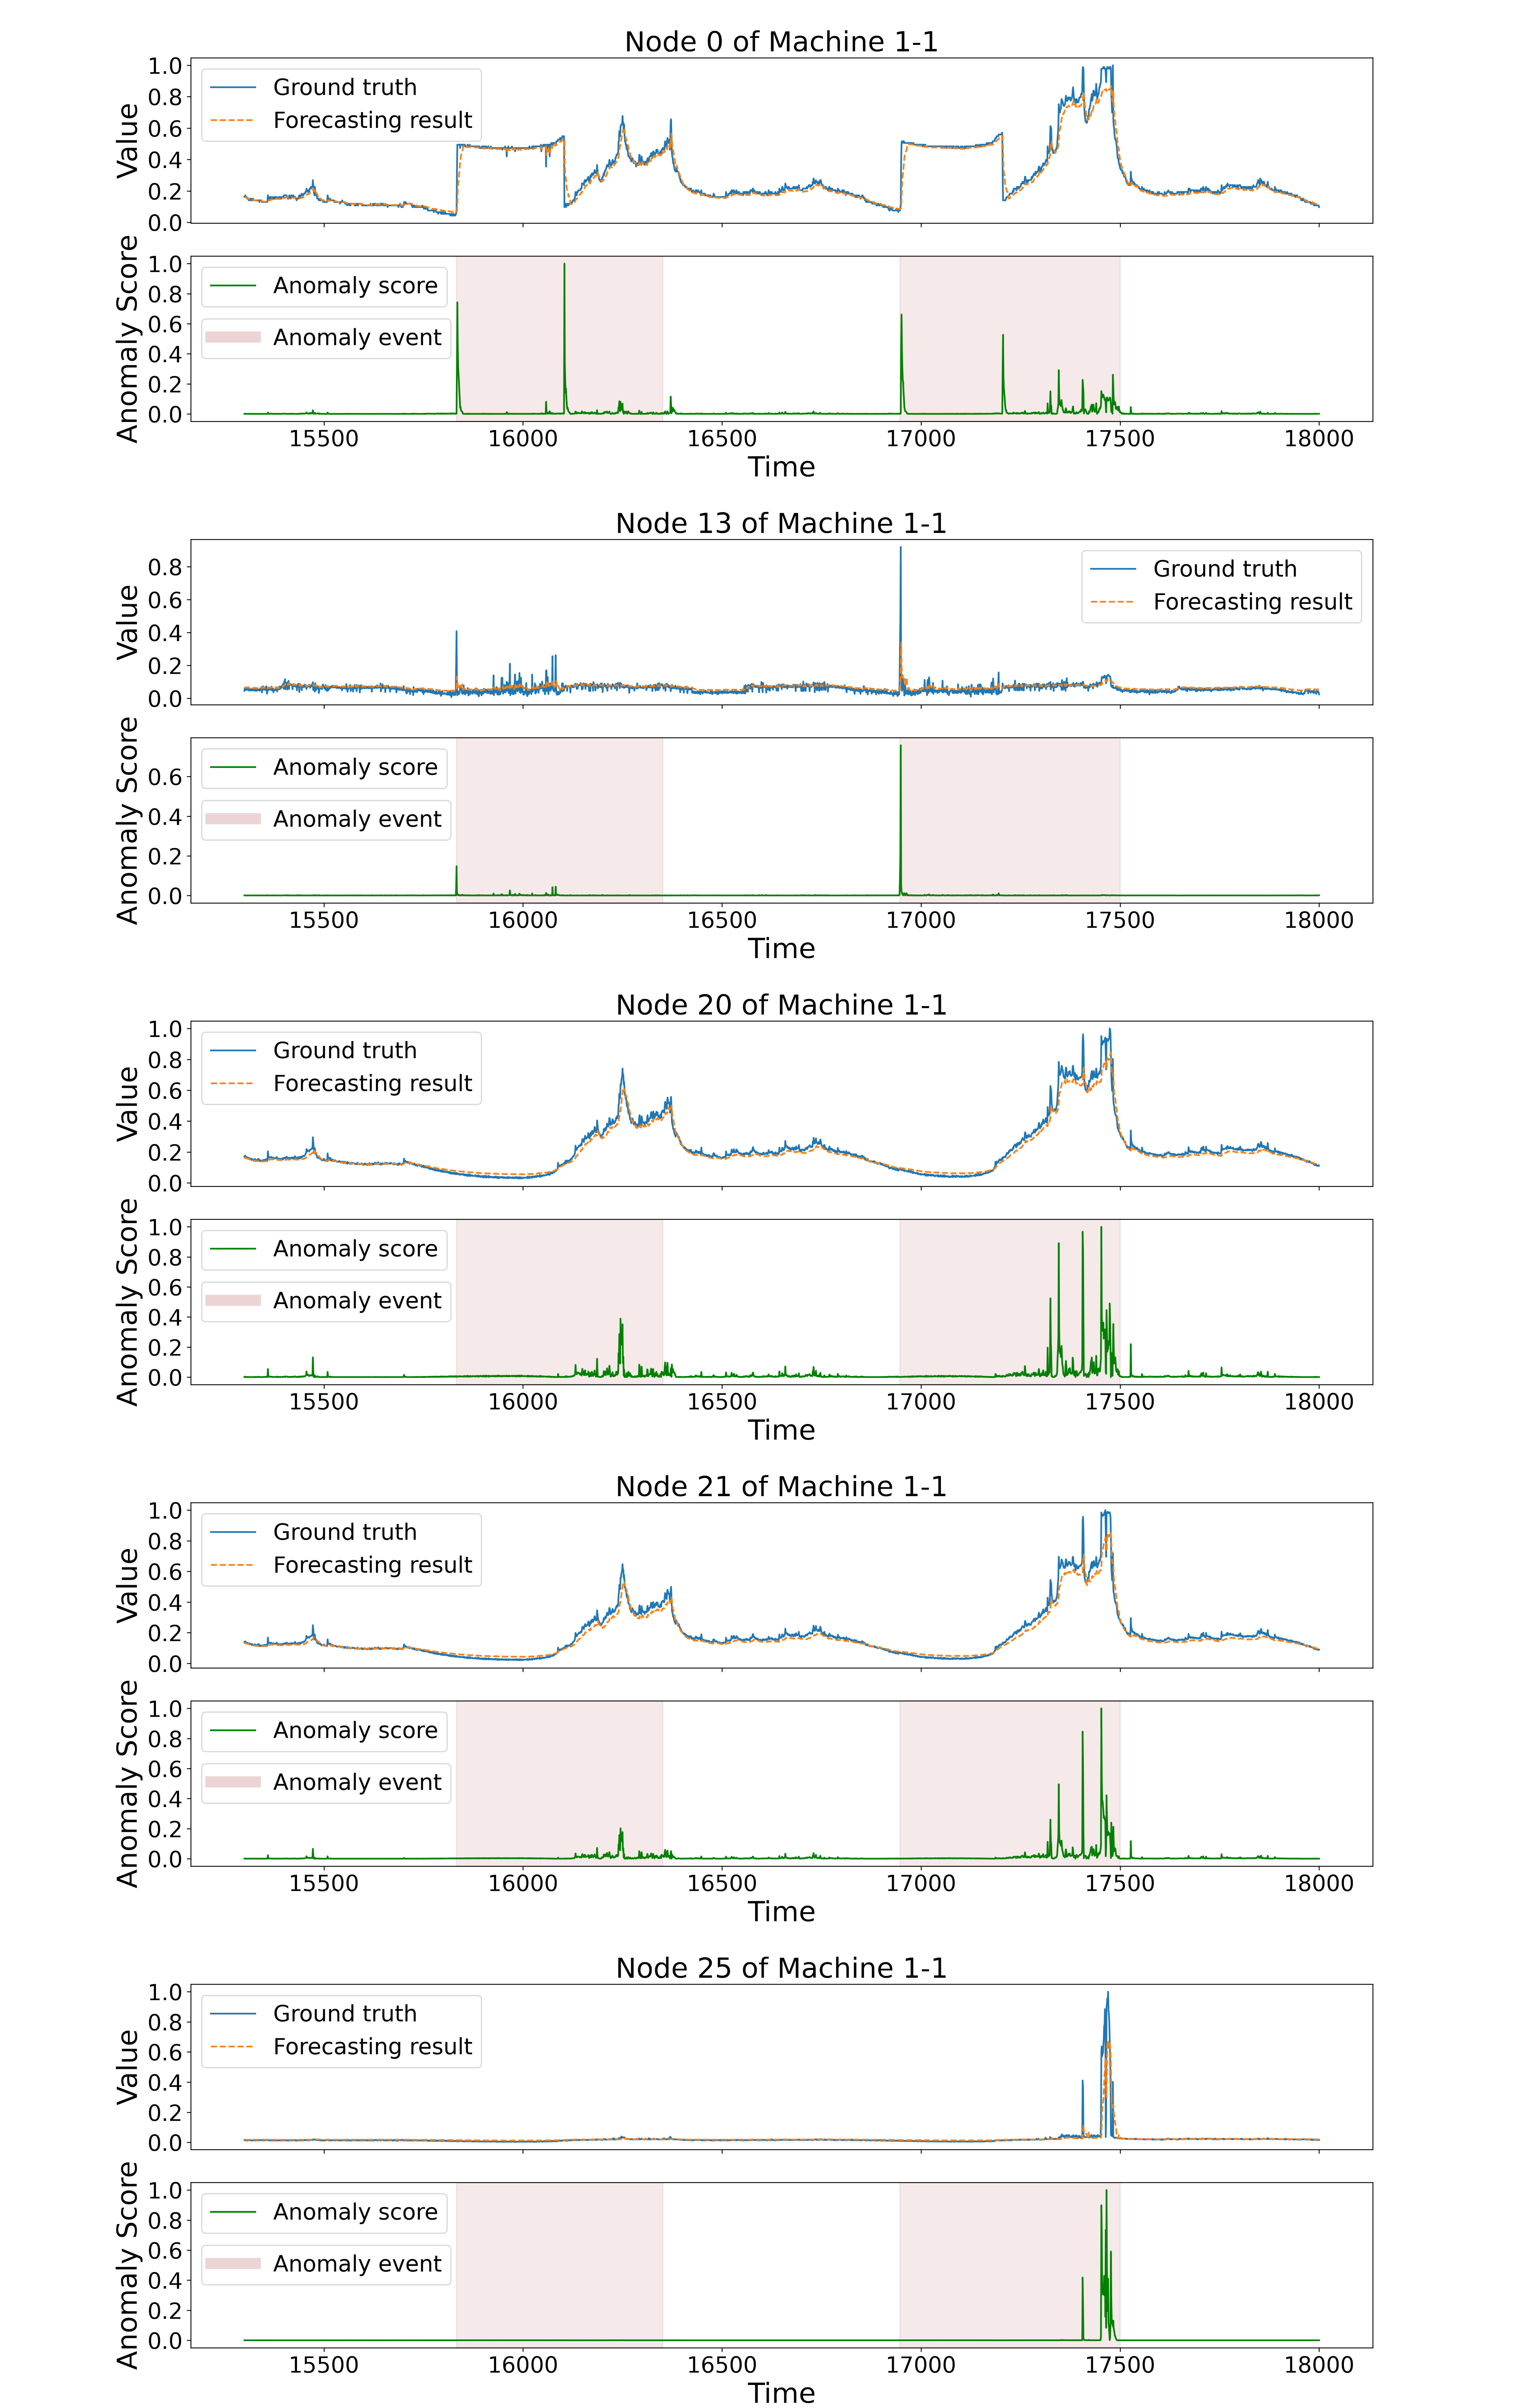 Node 0 of Machine 1-1
Value
1.0
0.8
0.6
0.4
0.2
0.0
Ground truth
Forecasting result
Anomaly Score
1.0
0.8
0.6
0.4
0.2
0.0
Anomaly score
Anomaly event
15500 16000 16500 17000 17500 18000
Time
Node 13 of Machine 1-1
Value
0.8
0.6
0.4
0.2
0.0
Ground truth
Forecasting result
Anomaly Score
0.6
0.4
0.2
0.0
Anomaly score
Anomaly event
15500 16000 16500 17000 17500 18000
Time
Node 20 of Machine 1-1
Value
1.0
0.8
0.6
0.4
0.2
0.0
Ground truth
Forecasting result
Anomaly Score
1.0
0.8
0.6
0.4
0.2
0.0
Anomaly score
Anomaly event
15500 16000 16500 17000 17500 18000
Time
Node 21 of Machine 1-1
Value
1.0
0.8
0.6
0.4
0.2
0.0
Ground truth
Forecasting result
Anomaly Score
1.0
0.8
0.6
0.4
0.2
0.0
Anomaly score
Anomaly event
15500 16000 16500 17000 17500 18000
Time
Node 25 of Machine 1-1
Value
1.0
0.8
0.6
0.4
0.2
0.0
Ground truth
Forecasting result
Anomaly Score
1.0
0.8
0.6
0.4
0.2
0.0
Anomaly score
Anomaly event
15500 16000 16500 17000 17500 18000
Time